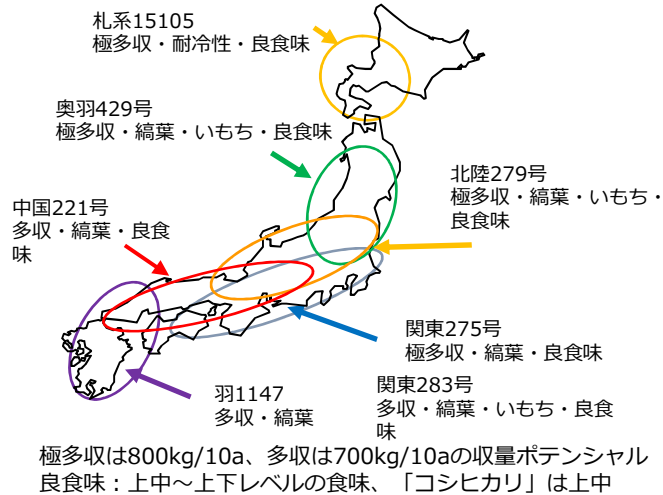 札系15105
極多収・耐冷性・良食味
奥羽429号
極多収・縞葉・いもち・良食味
北陸279号
極多収・縞葉・いもち・
良食味
中国221号
多収・縞葉・良食
味
関東275号
極多収・縞葉・良食味
関東283号
多収・縞葉・いもち・良食
味
羽1147
多収・縞葉
極多収は800kg/10a、多収は700kg/10aの収量ポテンシャル
良食味：上中～上下レベルの食味、「コシヒカリ」は上中